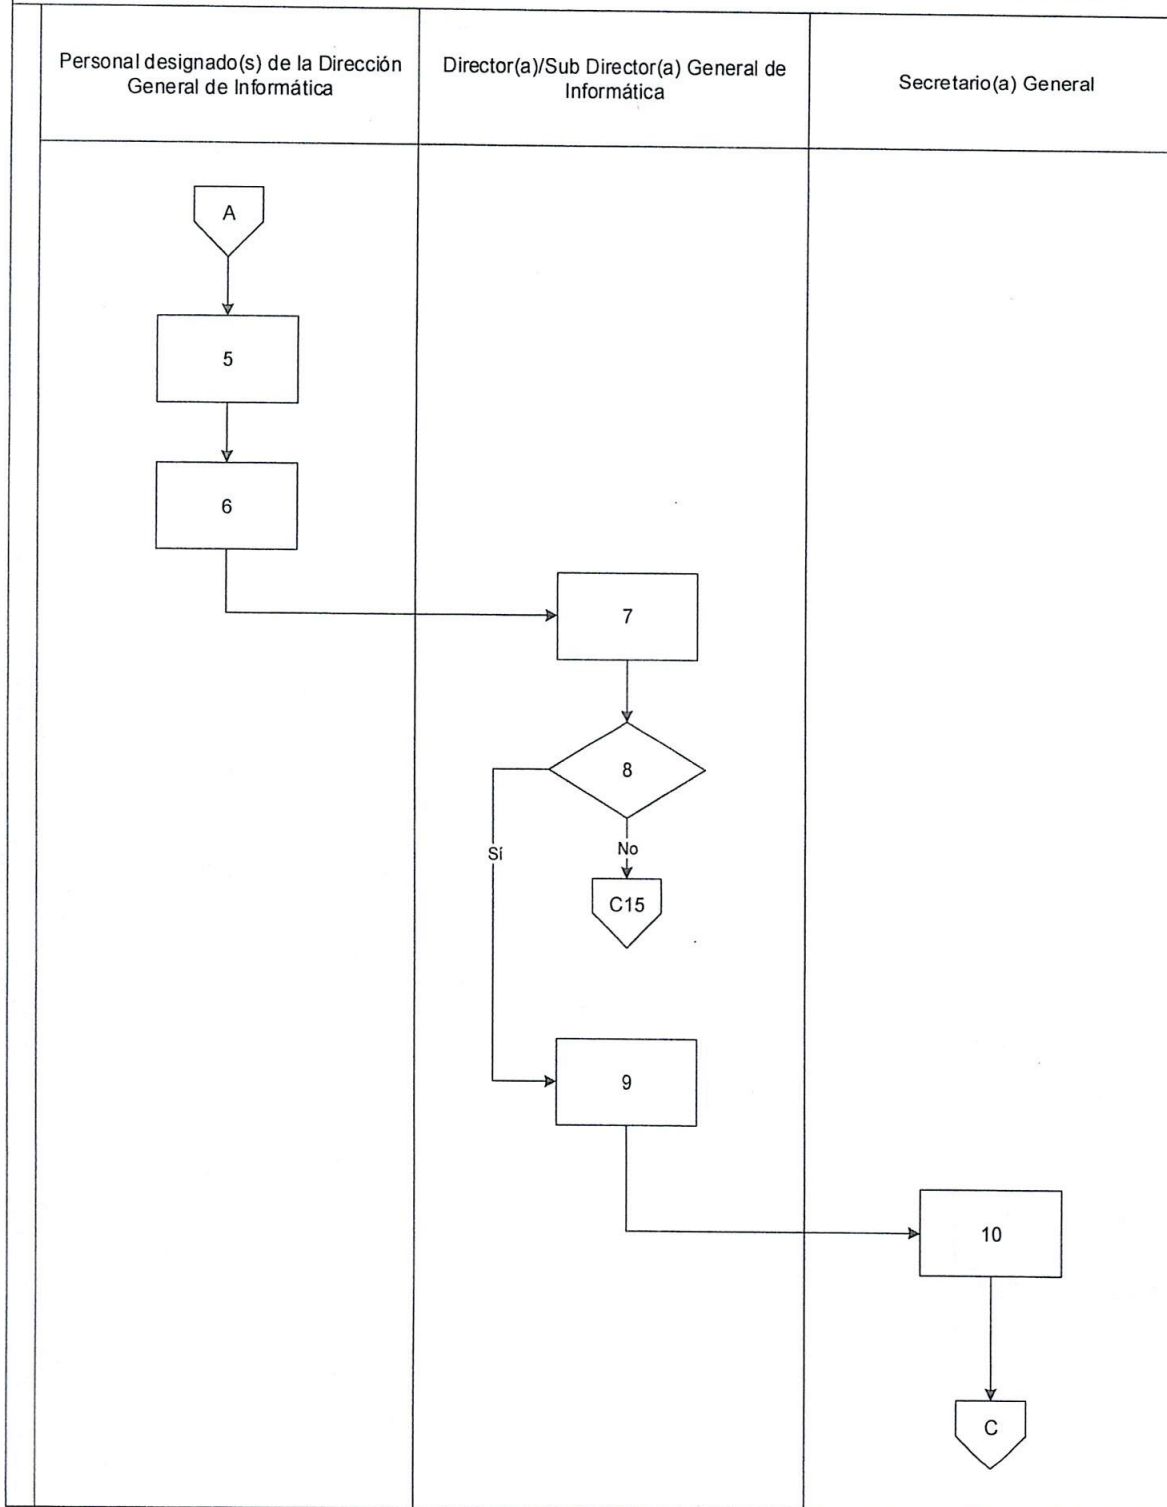 Personal designado(s) de la Dirección
General de Informática
Director(a)/Sub Director(a) General de
Informática
Secretario(a) General
A
5
6
7
8
Sí
No
C15
9
10
C